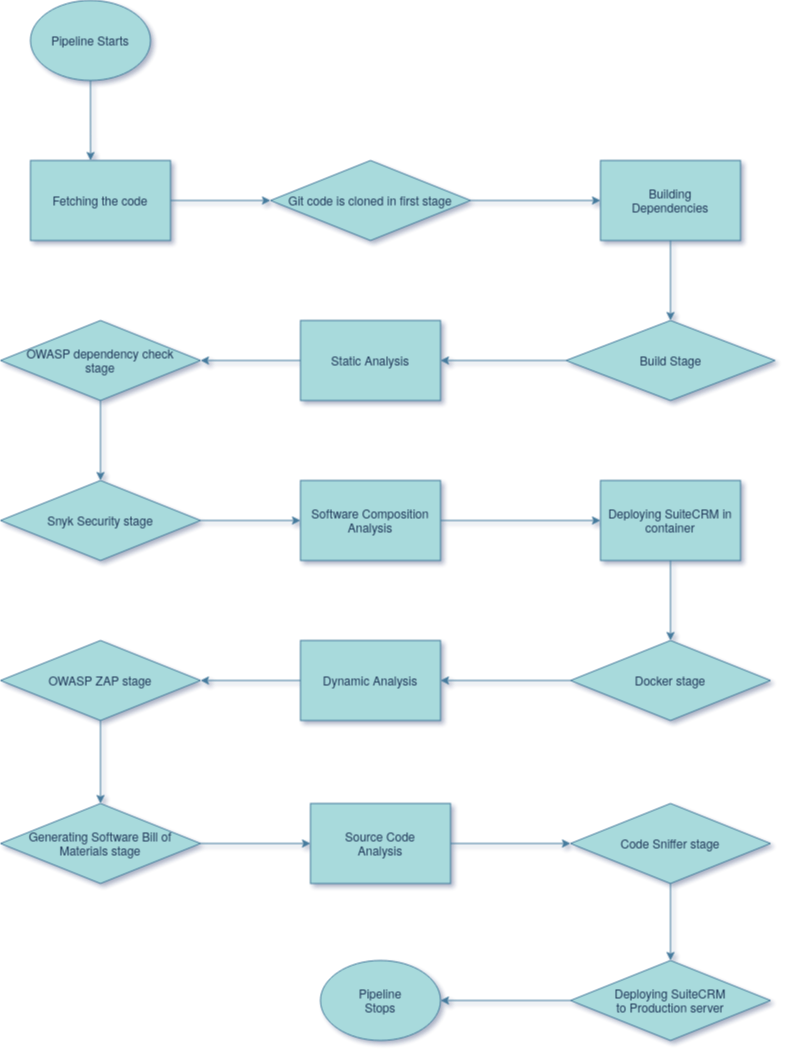 Pipeline Starts
Fetching the code
Git code is cloned in first stage
Building
Dependencies
Build Stage
Static Analysis
OWASP dependency check
stage
Snyk Security stage
Software Composition
Analysis
Deploying SuiteCRM in
container
Docker stage
Dynamic Analysis
OWASP ZAP stage
Generating Software Bill of
Materials stage
Source Code
Analysis
Code Sniffer stage
Deploying SuiteCRM
to Production server
Pipeline
Stops